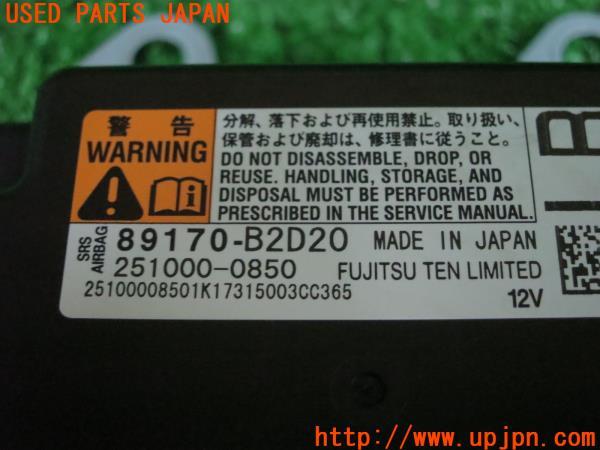 USED PARTS JAPAN
警告
WARNING
分解、落下および再使用禁止。取り扱い、
保管および廃却は、修理書に従うこと。
DO NOT DISASSEMBLE, DROP, OR
REUSE. HANDLING, STORAGE, AND
DISPOSAL MUST BE PERFORMED AS
PRESCRIBED IN THE SERVICE MANUAL.
SRS
AIRBAG
89170-B2D20 MADE IN JAPAN
251000-0850 FUJITSU TEN LIMITED
25100008501K17315003CC365
12V
USED PARTS JAPAN
http://www.upjpn.com